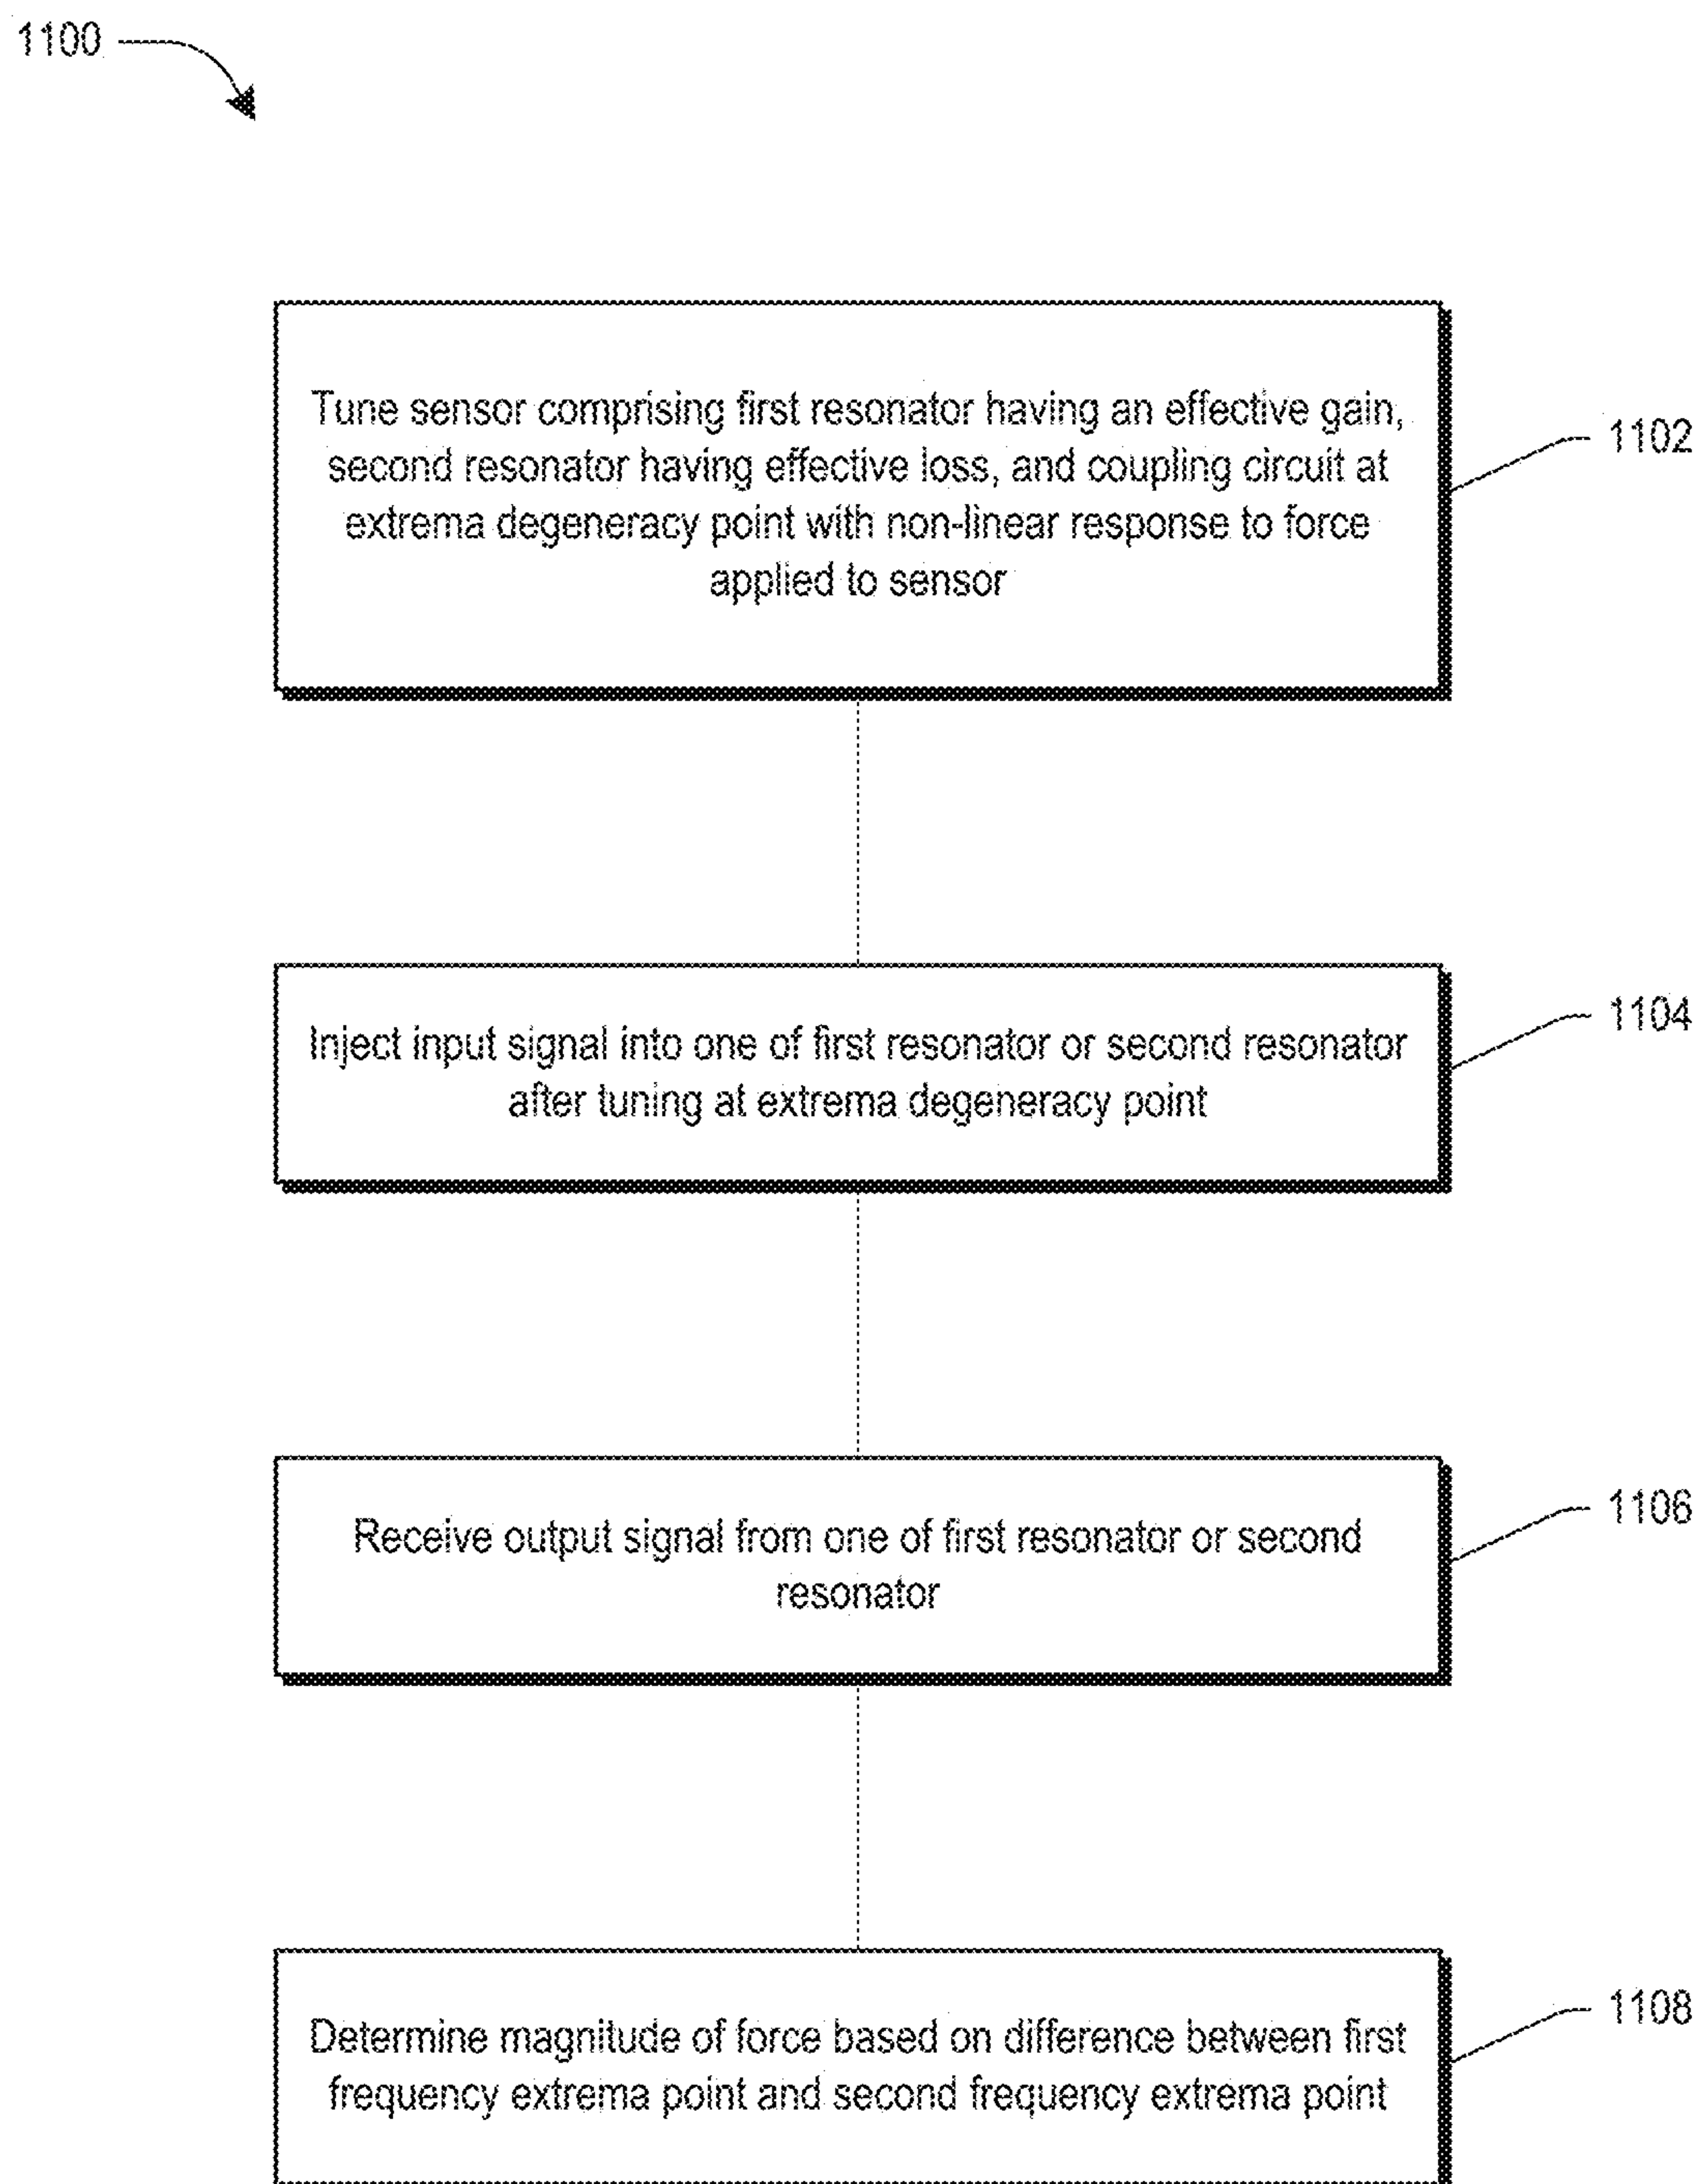 1100
Tune sensor comprising first resonator having an effective gain,
second resonator having effective loss, and coupling circuit at
extrema degeneracy point with non-linear response to force
applied to sensor
1102
Inject input signal into one of first resonator or second resonator
after tuning at extrema degeneracy point
1104
Receive output signal from one of first resonator or second
resonator
1106
Determine magnitude of force based on difference between first
frequency extrema point and second frequency extrema point
1108